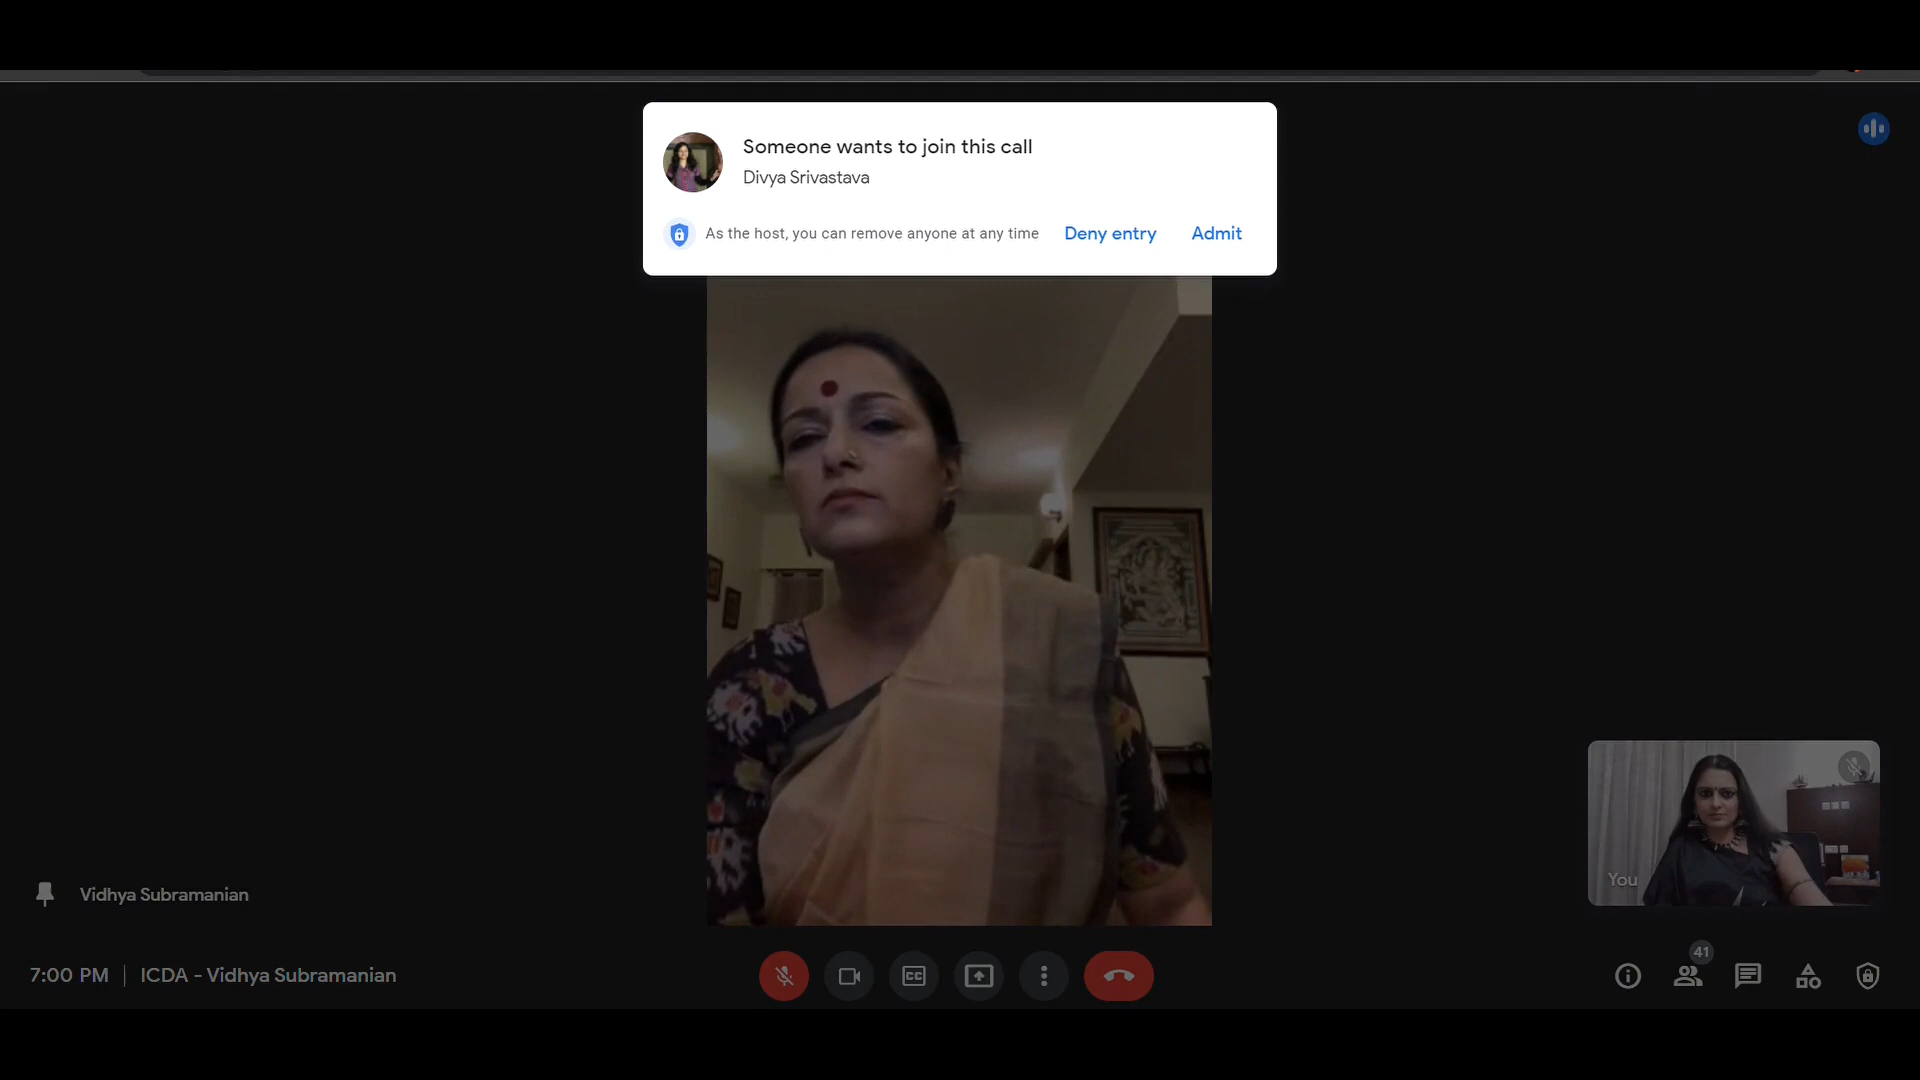 Someone wants to join this call
Divya Srivastava
As the host, you can remove anyone at any time
Deny entry
Admit
You
Vidhya Subramanian
7:00 PM | ICDA - Vidhya Subramanian
CC
41